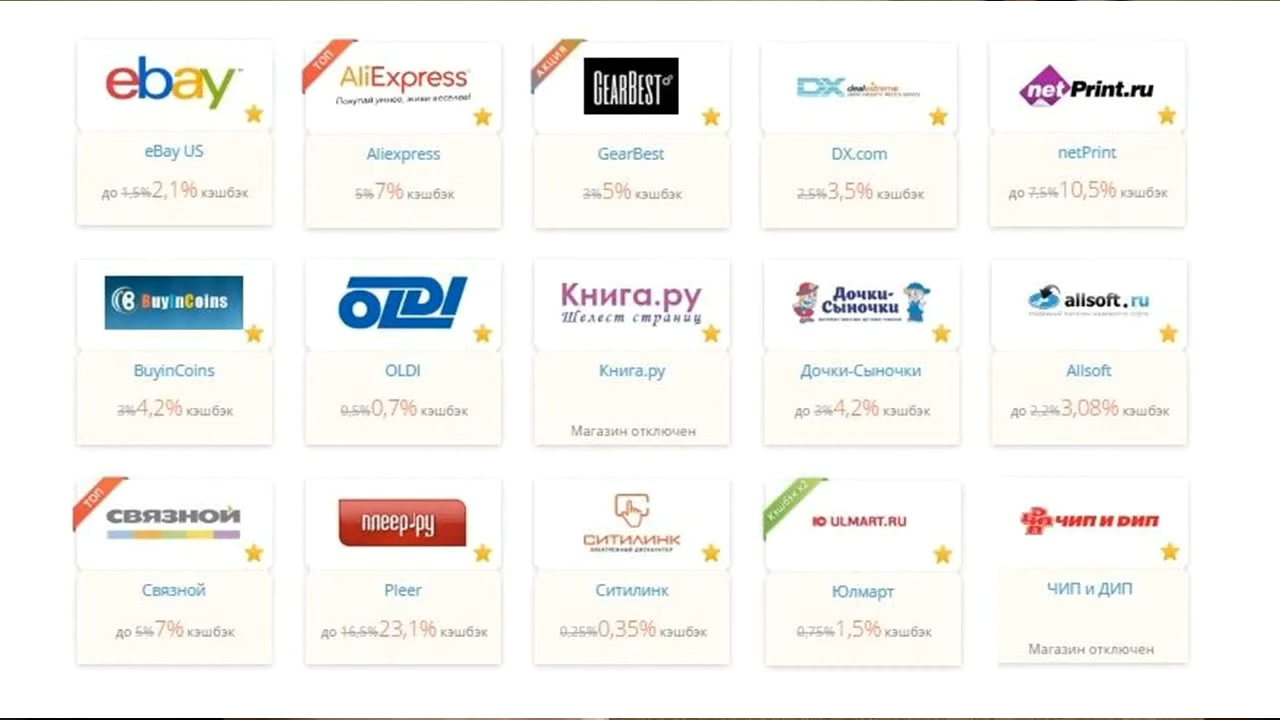 ebay
ТОП
AliExpress
Покупай умнее, живи веселее!
АКЦИЯ
GEARBEST
DX dealextreme
netPrint.ru
eBay US
до 1,5%2,1% кэшбэк
Aliexpress
5%7% кэшбэк
GearBest
3%5% кэшбэк
DX.com
2,5%3,5% кэшбэк
netPrint
до 7,5%10,5% кэшбэк
BuyinCoins
OLDI
Книга.ру
Шелест страниц
Дочки-
Сыночки
allsoft.ru
BuyinCoins
3%4,2% кэшбэк
OLDI
0,5%0,7% кэшбэк
Книга.ру
Магазин отключен
Дочки-Сыночки
до 3%4,2% кэшбэк
Allsoft
до 2,2%3,08% кэшбэк
ТОП
СВЯЗНОЙ
плеер.ру
СИТИЛИНК
ЭЛЕКТРОННЫЙ ДИСКАУНТЕР
Кэшбэк x2
ULMART.RU
ЧИП И ДИП
Связной
до 5%7% кэшбэк
Pleer
до 16,5%23,1% кэшбэк
Ситилинк
0,25%0,35% кэшбэк
Юлмарт
0,75%1,5% кэшбэк
ЧИП и ДИП
Магазин отключен